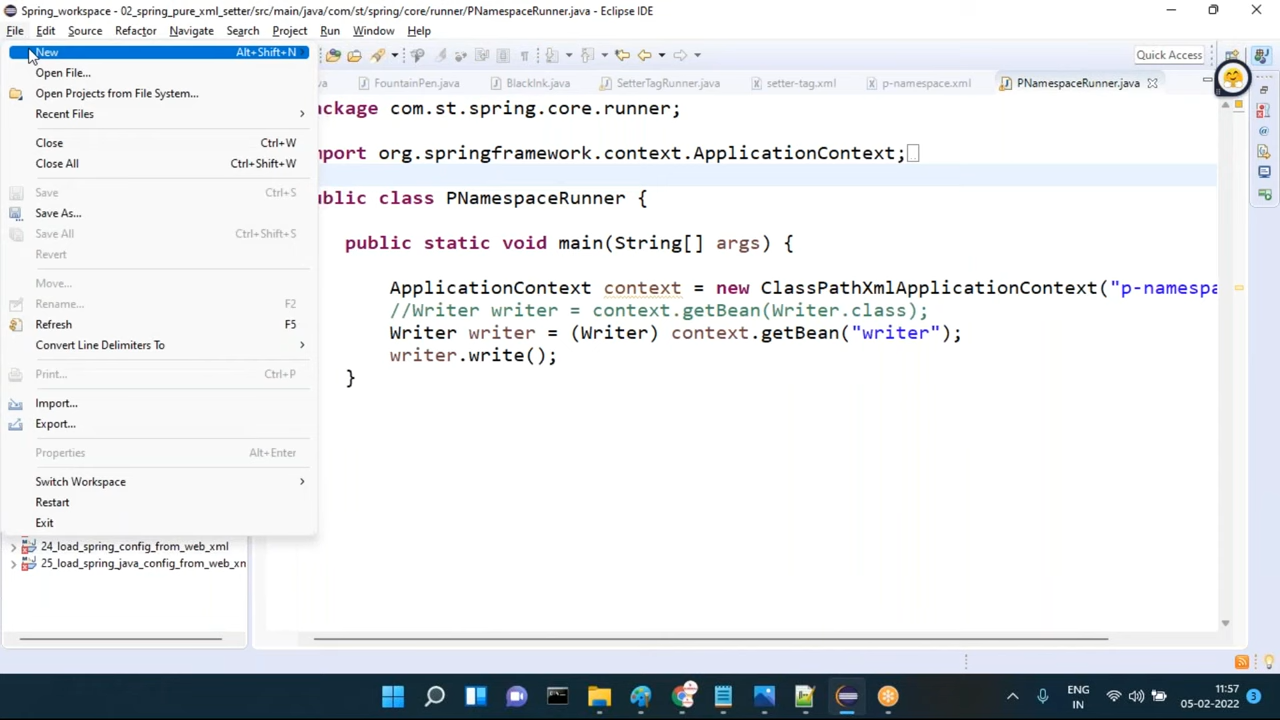 Spring_workspace - 02_spring_pure_xml_setter/src/main/java/com/st/spring/core/runner/PNamespaceRunner.java - Eclipse IDE
File Edit Source Refactor Navigate Search Project Run Window Help
New Alt+Shift+N
Quick Access
Open File...
va FountainPen.java BlackInk.java SetterTagRunner.java setter-tag.xml p-namespace.xml PNamespaceRunner.java
Open Projects from File System...
Recent Files
Close Ctrl+W
Close All Ctrl+Shift+W
Save Ctrl+S
Save As...
Save All Ctrl+Shift+S
Revert
Move...
Rename... F2
Refresh F5
Convert Line Delimiters To
Print... Ctrl+P
Import...
Export...
Properties Alt+Enter
Switch Workspace
Restart
Exit
24_load_spring_config_from_web_xml
25_load_spring_java_config_from_web_xn
ackage com.st.spring.core.runner;
mport org.springframework.context.ApplicationContext;
ublic class PNamespaceRunner {
public static void main(String[] args) {
ApplicationContext context = new ClassPathXmlApplicationContext("p-namespa
//Writer writer = context.getBean(Writer.class);
Writer writer = (Writer) context.getBean("writer");
writer.write();
}
ENG
IN
11:57
05-02-2022
3